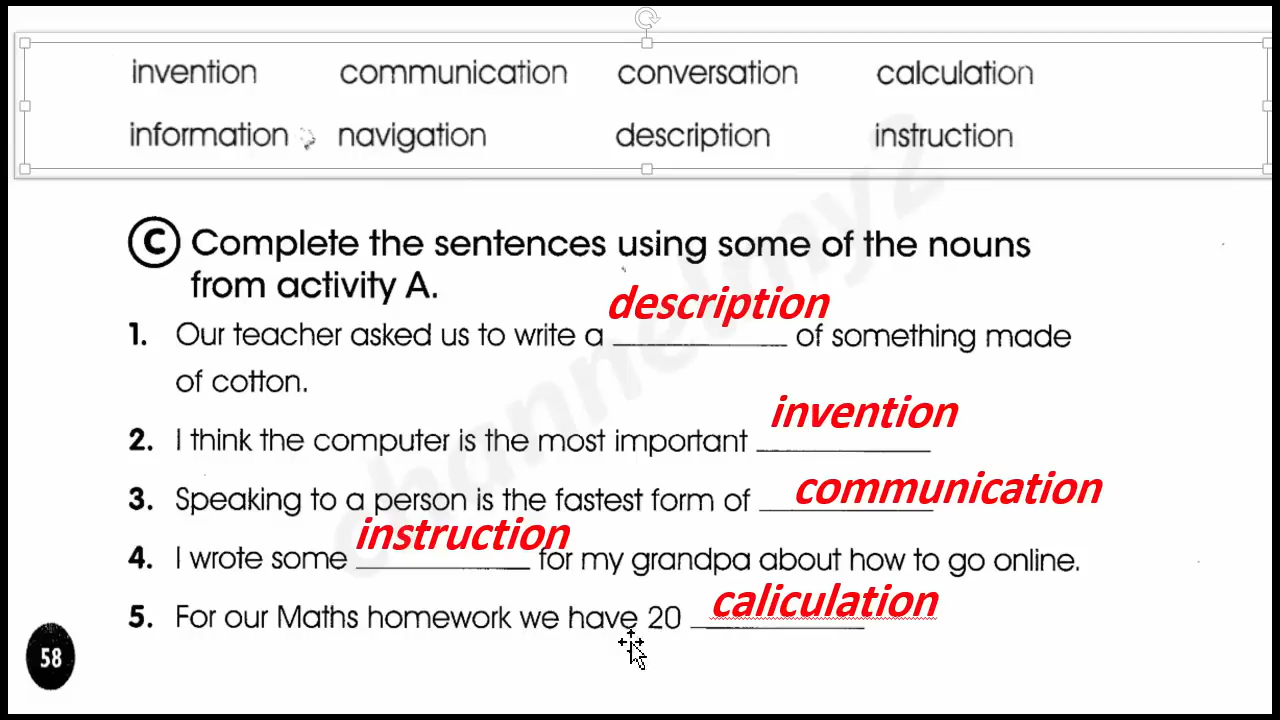 invention communication conversation calculation
information navigation description instruction
C Complete the sentences using some of the nouns
from activity A.
description
1. Our teacher asked us to write a ____________ of something made
of cotton.
invention
2. I think the computer is the most important ____________
communication
3. Speaking to a person is the fastest form of ____________
instruction
4. I wrote some ____________ for my grandpa about how to go online.
caliculation
5. For our Maths homework we have 20 ____________
58
channelmy2